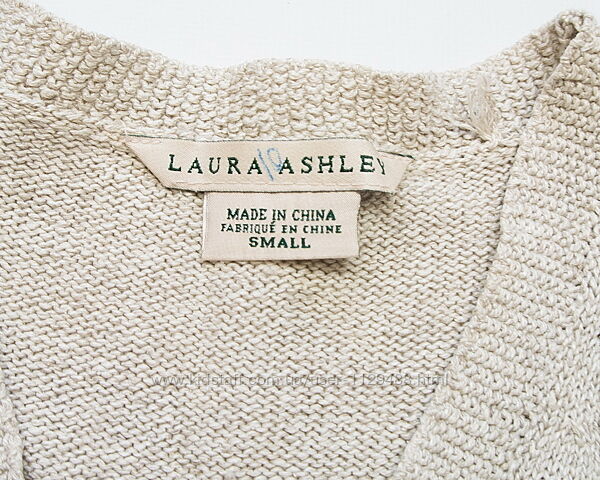 LAURA ASHLEY
MADE IN CHINA
FABRIQUÉ EN CHINE
SMALL